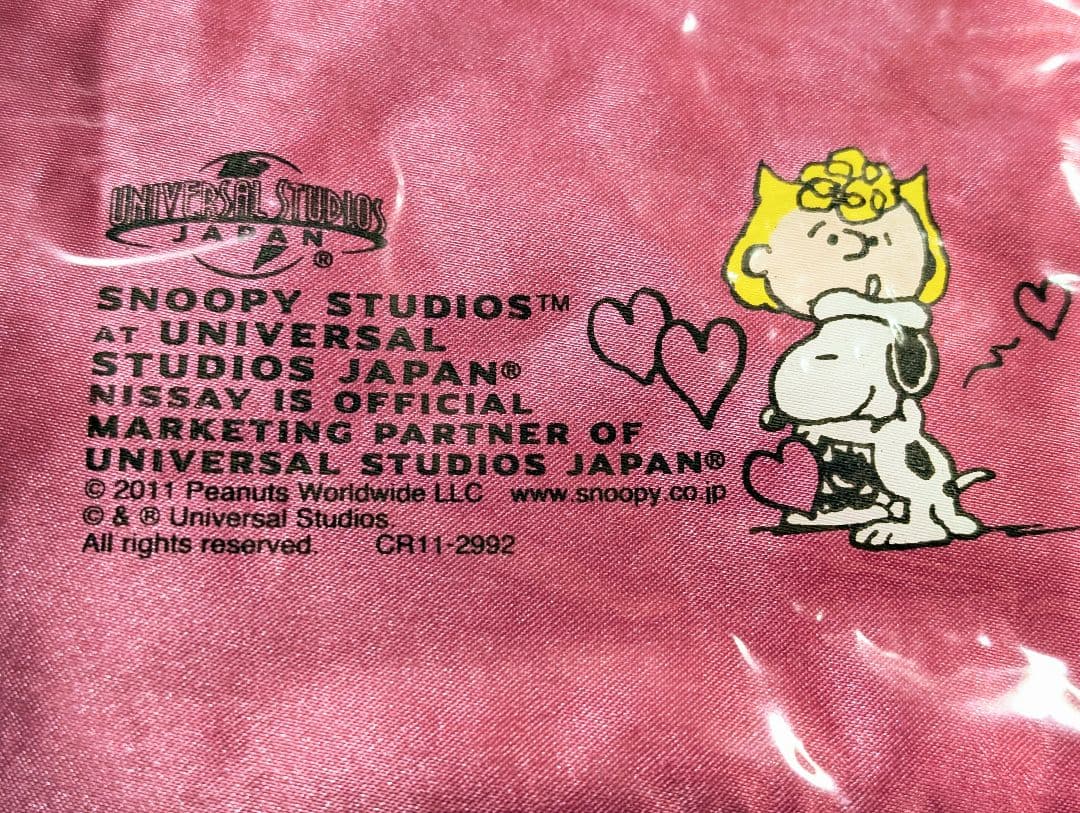 UNIVERSAL STUDIOS
JAPAN®
SNOOPY STUDIOS™
AT UNIVERSAL
STUDIOS JAPAN®
NISSAY IS OFFICIAL
MARKETING PARTNER OF
UNIVERSAL STUDIOS JAPAN®
© 2011 Peanuts Worldwide LLC www.snoopy.co.jp
© & ® Universal Studios.
All rights reserved. CR11-2992